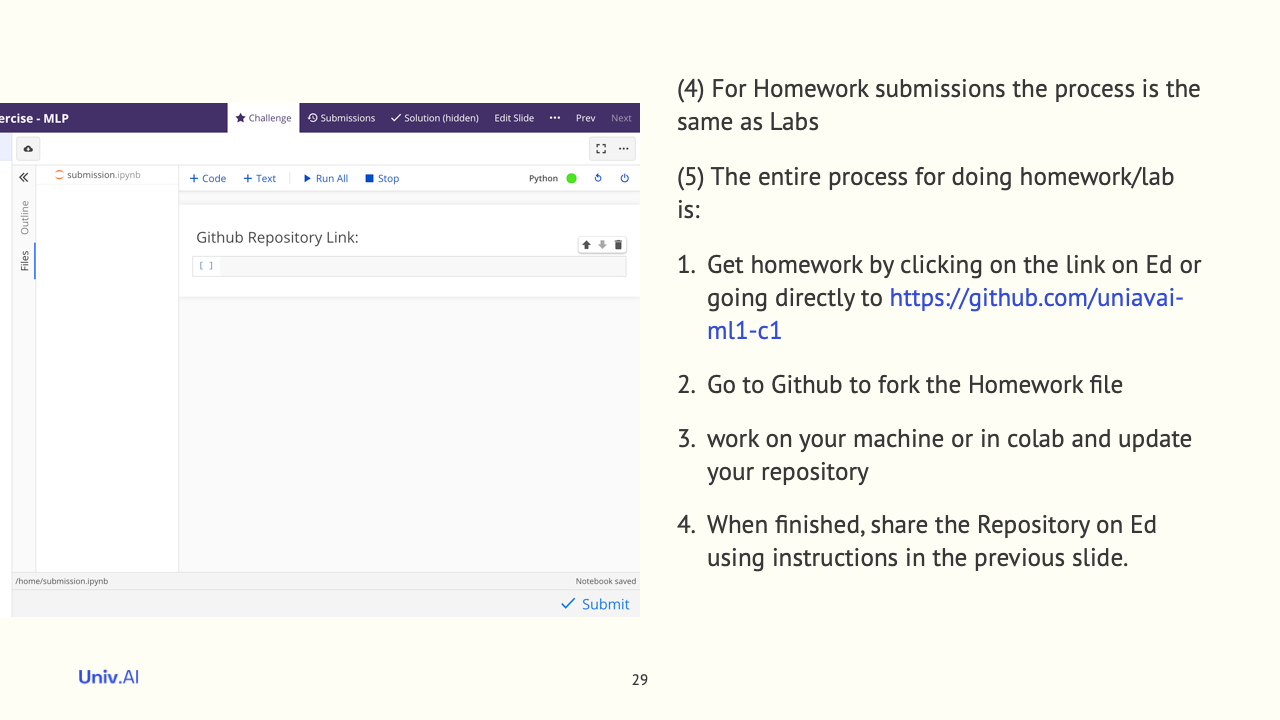 ercise - MLP
Challenge
Submissions
Solution (hidden)
Edit Slide
Prev
Next
submission.ipynb
Outline
Files
+ Code
+ Text
Run All
Stop
Python
Github Repository Link:
[ ]
/home/submission.ipynb
Notebook saved
Submit
(4) For Homework submissions the process is the
same as Labs
(5) The entire process for doing homework/lab
is:
1. Get homework by clicking on the link on Ed or
going directly to https://github.com/uniavai-
ml1-c1
2. Go to Github to fork the Homework file
3. work on your machine or in colab and update
your repository
4. When finished, share the Repository on Ed
using instructions in the previous slide.
Univ.AI
29